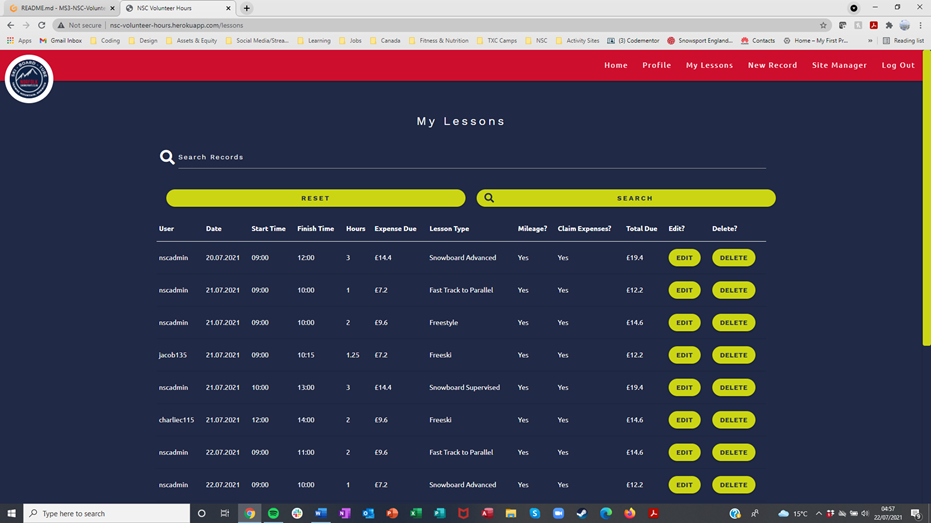 README.md - MS3-NSC-Volunt
NSC Volunteer Hours
Not secure | nsc-volunteer-hours.herokuapp.com/lessons
Apps Gmail Inbox Coding Design Assets & Equity Social Media/Strea... Learning Jobs Canada Fitness & Nutrition TXC Camps NSC Activity Sites (3) Codementor Snowsport England... Contacts Home – My First Pr... » Reading list
Home Profile My Lessons New Record Site Manager Log Out
My Lessons
Search Records
RESET SEARCH
User Date Start Time Finish Time Hours Expense Due Lesson Type Mileage? Claim Expenses? Total Due Edit? Delete?
nscadmin 20.07.2021 09:00 12:00 3 £14.4 Snowboard Advanced Yes Yes £19.4 EDIT DELETE
nscadmin 21.07.2021 09:00 10:00 1 £7.2 Fast Track to Parallel Yes Yes £12.2 EDIT DELETE
nscadmin 21.07.2021 09:00 10:00 2 £9.6 Freestyle Yes Yes £14.6 EDIT DELETE
jacob135 21.07.2021 09:00 10:15 1.25 £7.2 Freeski Yes Yes £12.2 EDIT DELETE
nscadmin 21.07.2021 10:00 13:00 3 £14.4 Snowboard Supervised Yes Yes £19.4 EDIT DELETE
charliec115 21.07.2021 12:00 14:00 2 £9.6 Freeski Yes Yes £14.6 EDIT DELETE
nscadmin 22.07.2021 09:00 11:00 2 £9.6 Fast Track to Parallel Yes Yes £14.6 EDIT DELETE
nscadmin 22.07.2021 09:00 10:00 1 £7.2 Snowboard Advanced Yes Yes £12.2 EDIT DELETE
Type here to search
15°C
04:57
22/07/2021